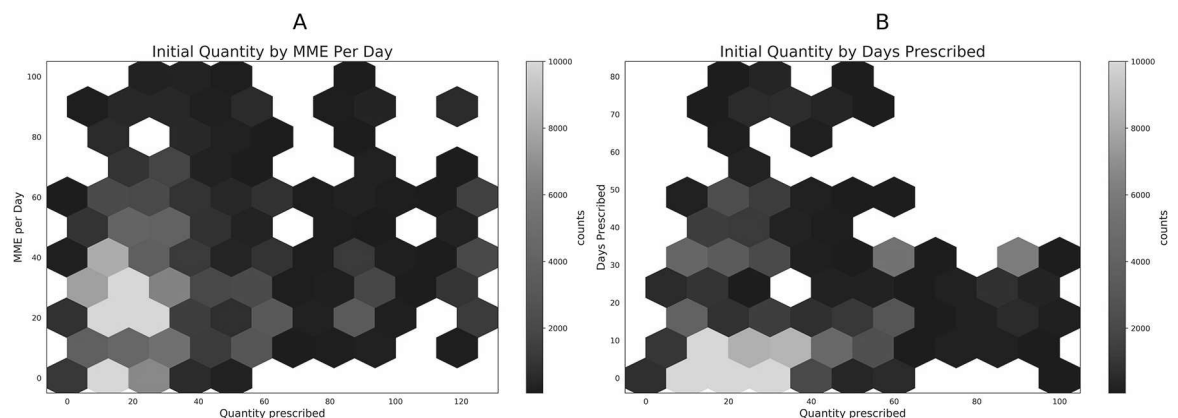 A
Initial Quantity by MME Per Day
100
80
60
40
20
0
MME per Day
0 20 40 60 80 100 120
Quantity prescribed
10000
8000
6000
4000
2000
counts
B
Initial Quantity by Days Prescribed
80
70
60
50
40
30
20
10
0
Days Prescribed
0 20 40 60 80 100
Quantity prescribed
10000
8000
6000
4000
2000
counts